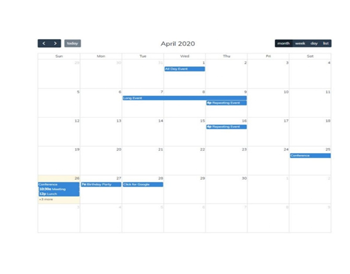 today
April 2020
month week day list
Sun Mon Tue Wed Thu Fri Sat
29 30 31 1 2 3 4
All Day Event
5 6 7 8 9 10 11
Long Event
4p Repeating Event
12 13 14 15 16 17 18
4p Repeating Event
19 20 21 22 23 24 25
Conference
26 27 28 29 30 1 2
Conference 7a Birthday Party Click for Google
10:30a Meeting
12p Lunch
+3 more
3 4 5 6 7 8 9